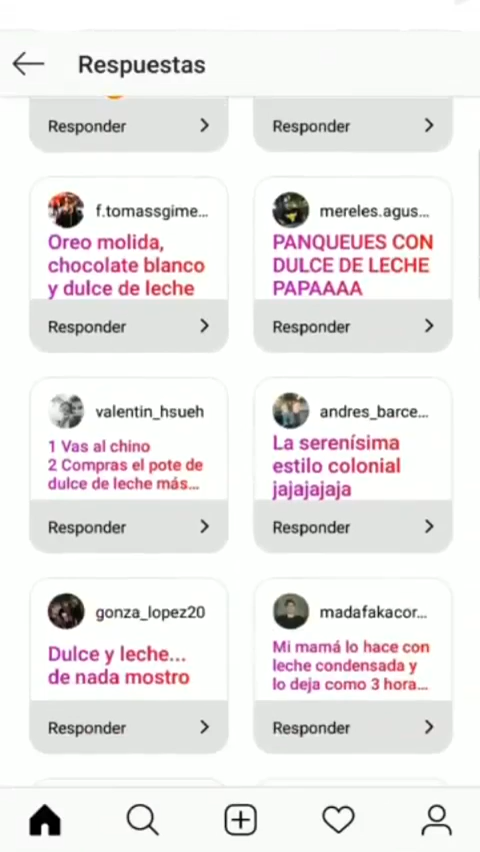 Respuestas
Responder
Responder
f.tomassgime...
Oreo molida,
chocolate blanco
y dulce de leche
Responder
mereles.agus...
PANQUEUES CON
DULCE DE LECHE
PAPAAAA
Responder
valentin_hsueh
1 Vas al chino
2 Compras el pote de
dulce de leche más...
Responder
andres_barce...
La serenísima
estilo colonial
jajajajaja
Responder
gonza_lopez20
Dulce y leche...
de nada mostro
Responder
madafakacor...
Mi mamá lo hace con
leche condensada y
lo deja como 3 hora...
Responder